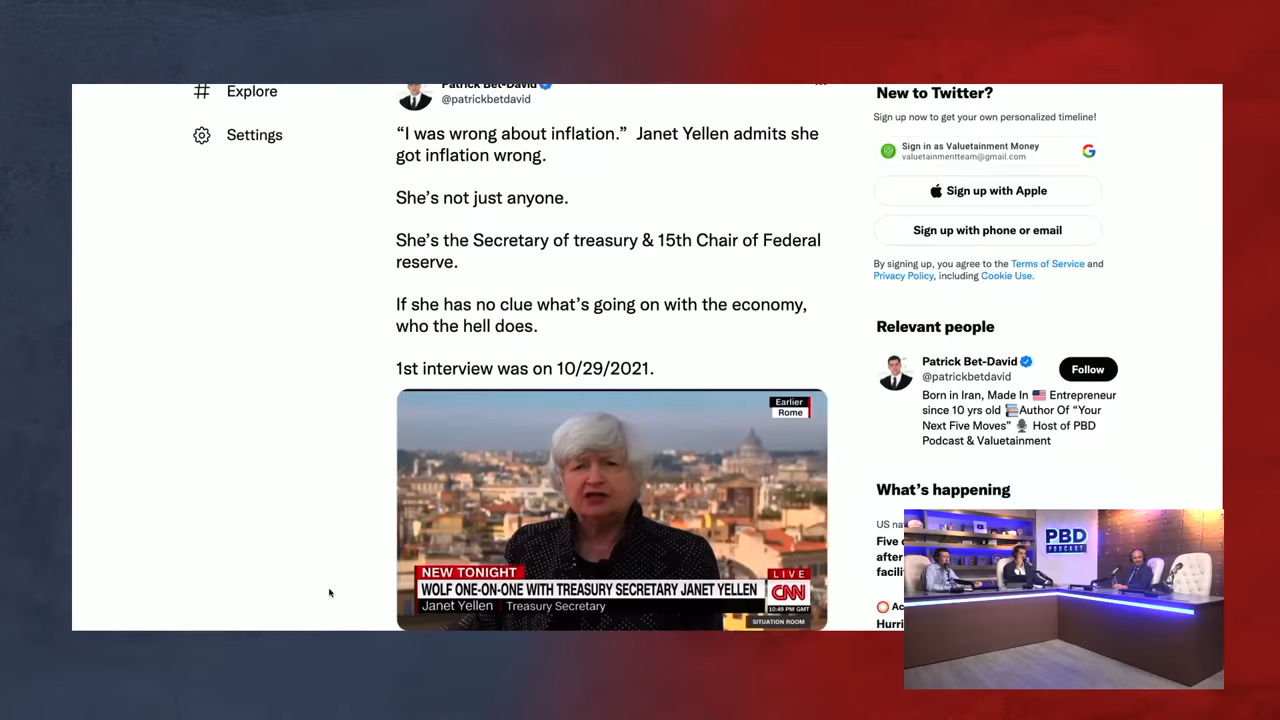 Explore
Settings
Patrick Bet-David
@patrickbetdavid
“I was wrong about inflation.”  Janet Yellen admits she
got inflation wrong.
She’s not just anyone.
She’s the Secretary of treasury & 15th Chair of Federal
reserve.
If she has no clue what’s going on with the economy,
who the hell does.
1st interview was on 10/29/2021.
Earlier
Rome
NEW TONIGHT
WOLF ONE-ON-ONE WITH TREASURY SECRETARY JANET YELLEN
Janet Yellen Treasury Secretary
LIVE
CNN
10:49 PM GMT
SITUATION ROOM
New to Twitter?
Sign up now to get your own personalized timeline!
Sign in as Valuetainment Money
valuetainmentteam@gmail.com
Sign up with Apple
Sign up with phone or email
By signing up, you agree to the Terms of Service and
Privacy Policy, including Cookie Use.
Relevant people
Patrick Bet-David
@patrickbetdavid
Follow
Born in Iran, Made In 🇺🇸 Entrepreneur
since 10 yrs old 📚Author Of “Your
Next Five Moves” 🎙 Host of PBD
Podcast & Valuetainment
What’s happening
US
Five
after
facil
Hurri
PBD
PODCAST